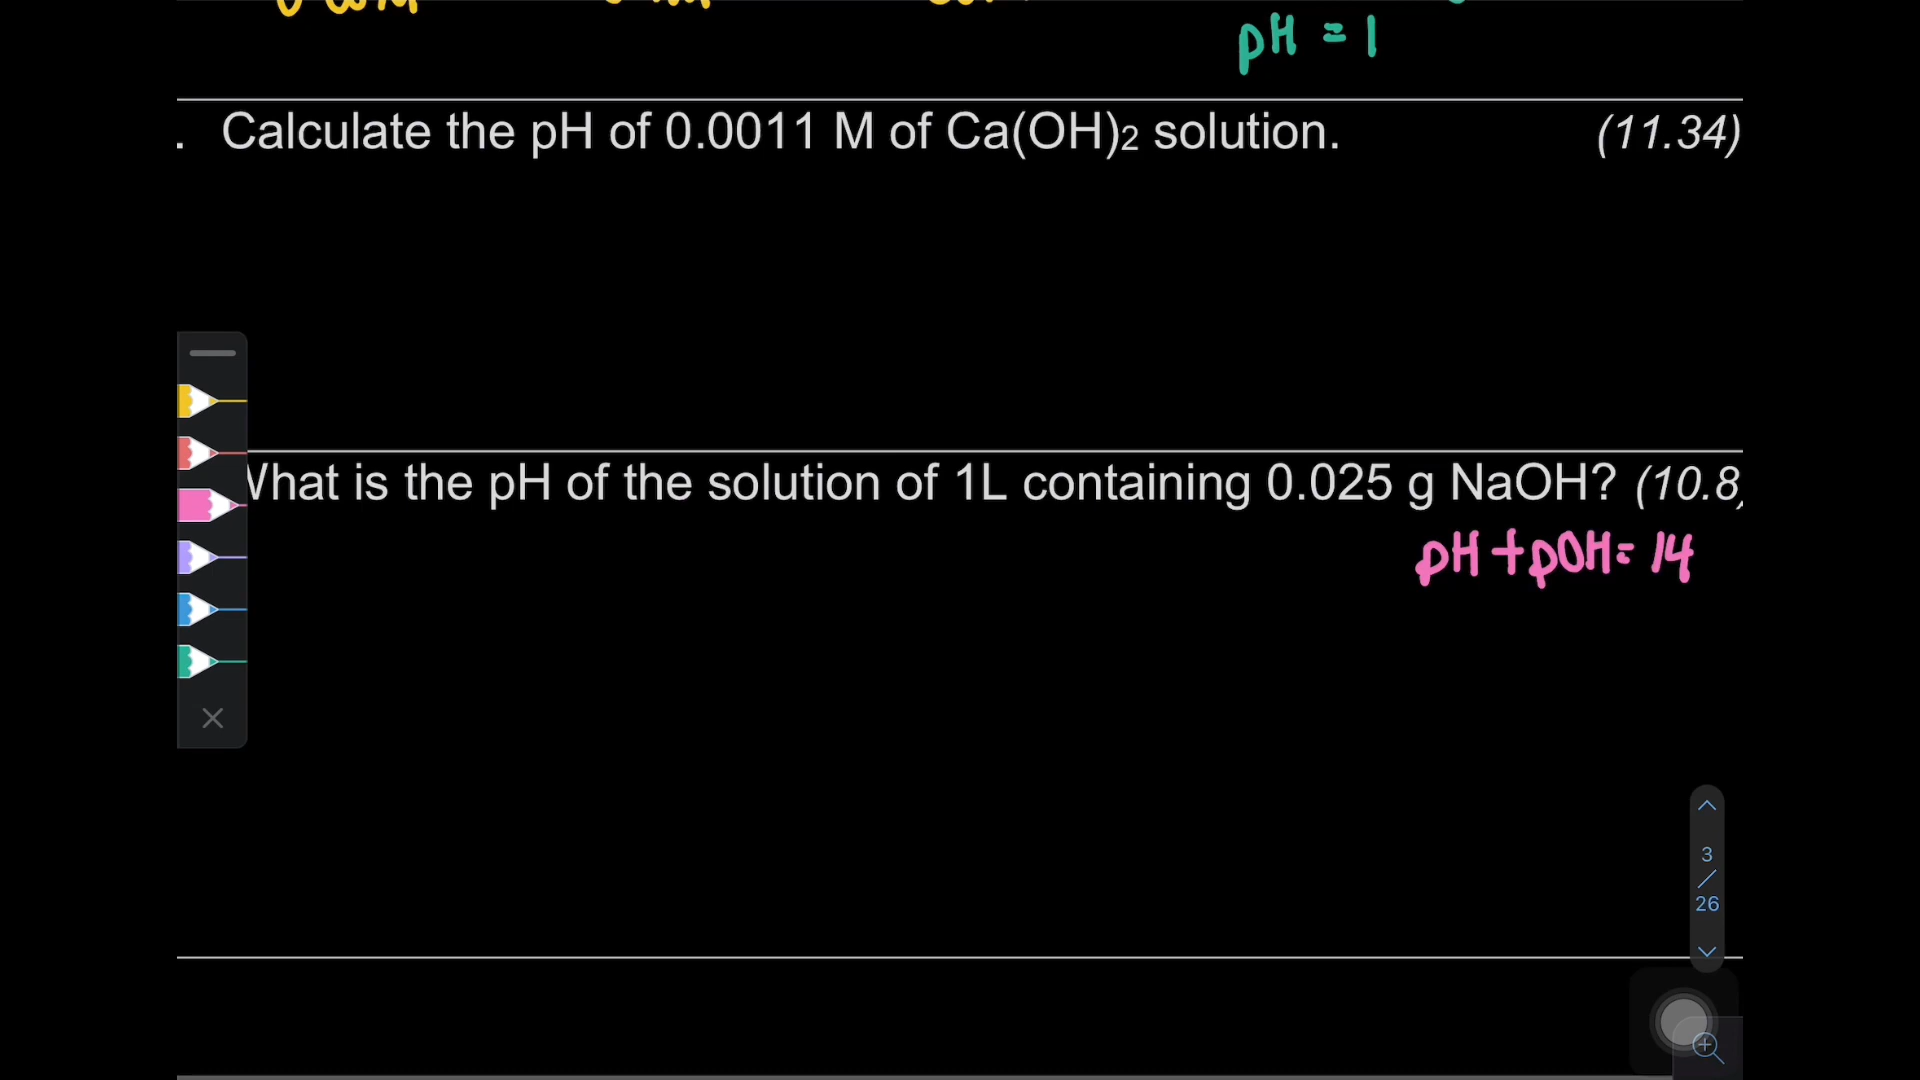 pH = 1
. Calculate the pH of 0.0011 M of Ca(OH)2 solution. (11.34)
What is the pH of the solution of 1L containing 0.025 g NaOH? (10.8)
pH + pOH = 14
3
/
26